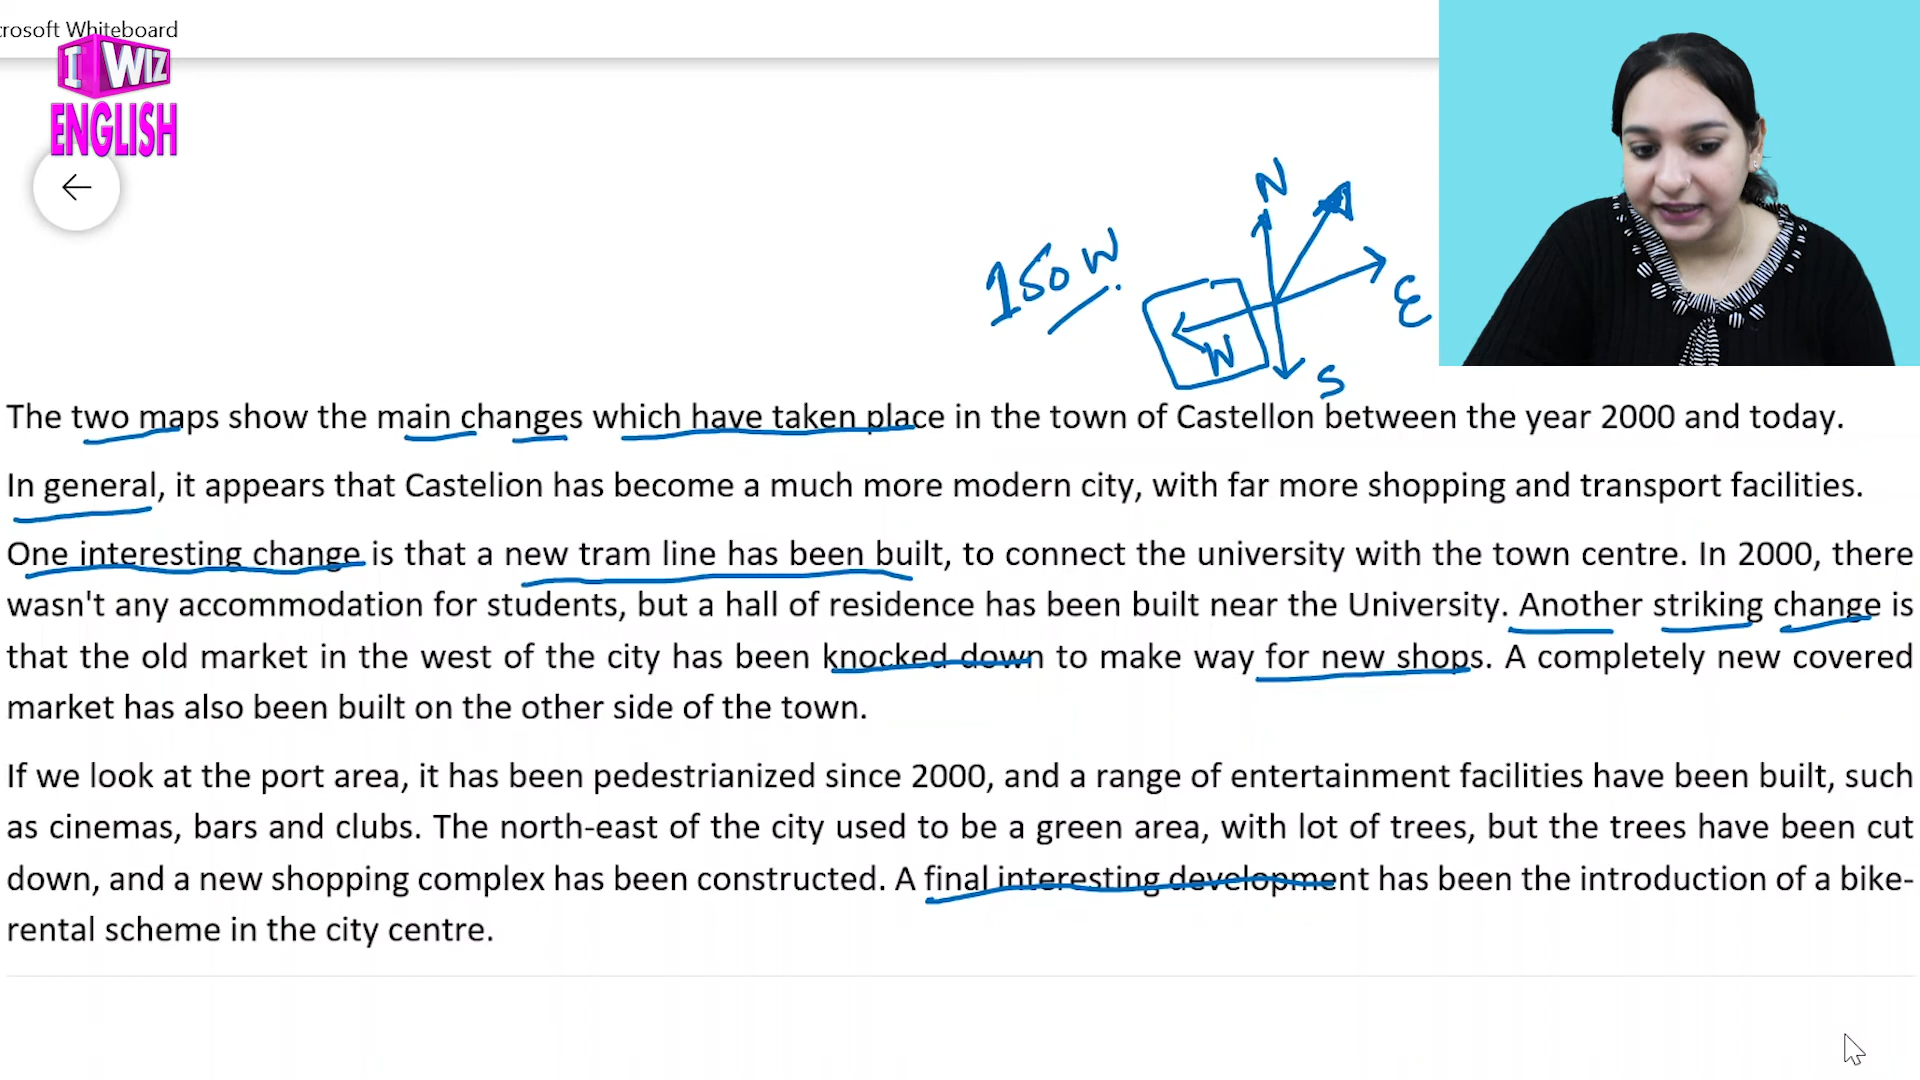 crosoft Whiteboard
I WIZ
ENGLISH
N
150 W
E
W
S
The two maps show the main changes which have taken place in the town of Castellon between the year 2000 and today.
In general, it appears that Castelion has become a much more modern city, with far more shopping and transport facilities.
One interesting change is that a new tram line has been built, to connect the university with the town centre. In 2000, there
wasn't any accommodation for students, but a hall of residence has been built near the University. Another striking change is
that the old market in the west of the city has been knocked down to make way for new shops. A completely new covered
market has also been built on the other side of the town.
If we look at the port area, it has been pedestrianized since 2000, and a range of entertainment facilities have been built, such
as cinemas, bars and clubs. The north-east of the city used to be a green area, with lot of trees, but the trees have been cut
down, and a new shopping complex has been constructed. A final interesting development has been the introduction of a bike-
rental scheme in the city centre.